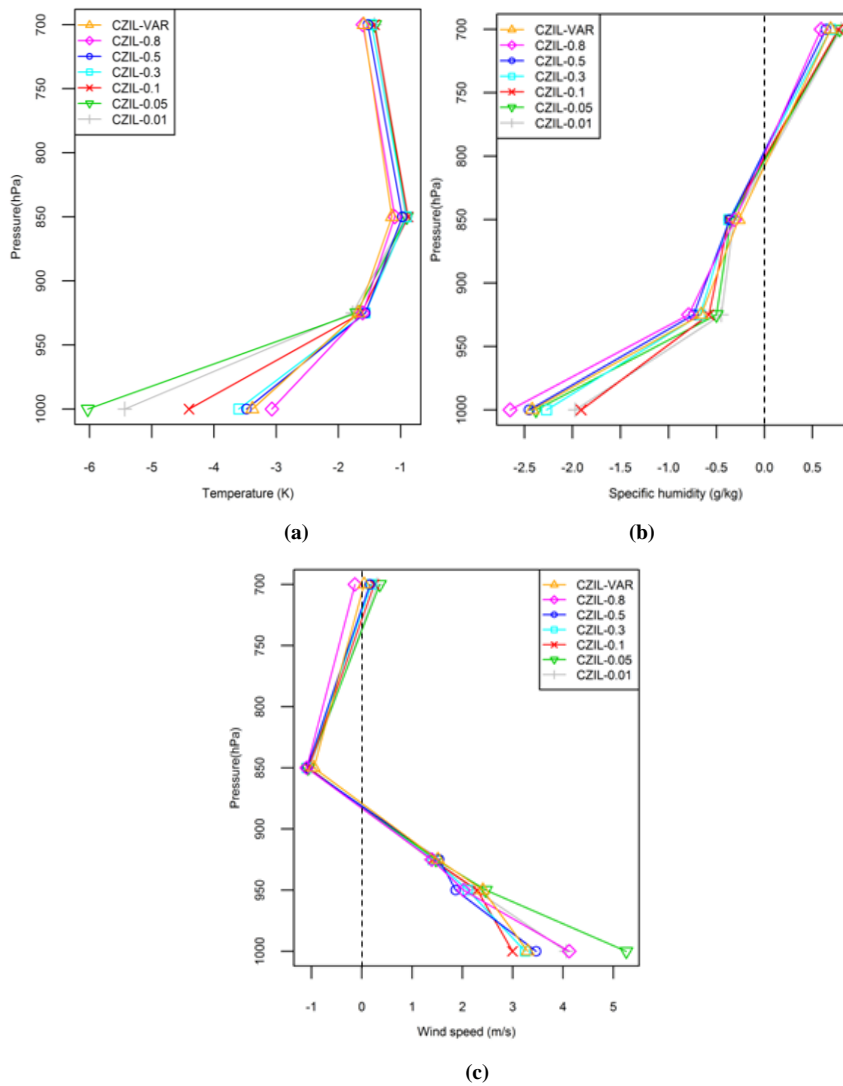 700
750
800
850
900
950
1000
Pressure(hPa)
CZIL-VAR
CZIL-0.8
CZIL-0.5
CZIL-0.3
CZIL-0.1
CZIL-0.05
CZIL-0.01
-6 -5 -4 -3 -2 -1
Temperature (K)
(a)
700
750
800
850
900
950
1000
Pressure(hPa)
CZIL-VAR
CZIL-0.8
CZIL-0.5
CZIL-0.3
CZIL-0.1
CZIL-0.05
CZIL-0.01
-2.5 -2.0 -1.5 -1.0 -0.5 0.0 0.5
Specific humidity (g/kg)
(b)
700
750
800
850
900
950
1000
Pressure(hPa)
CZIL-VAR
CZIL-0.8
CZIL-0.5
CZIL-0.3
CZIL-0.1
CZIL-0.05
CZIL-0.01
-1 0 1 2 3 4 5
Wind speed (m/s)
(c)